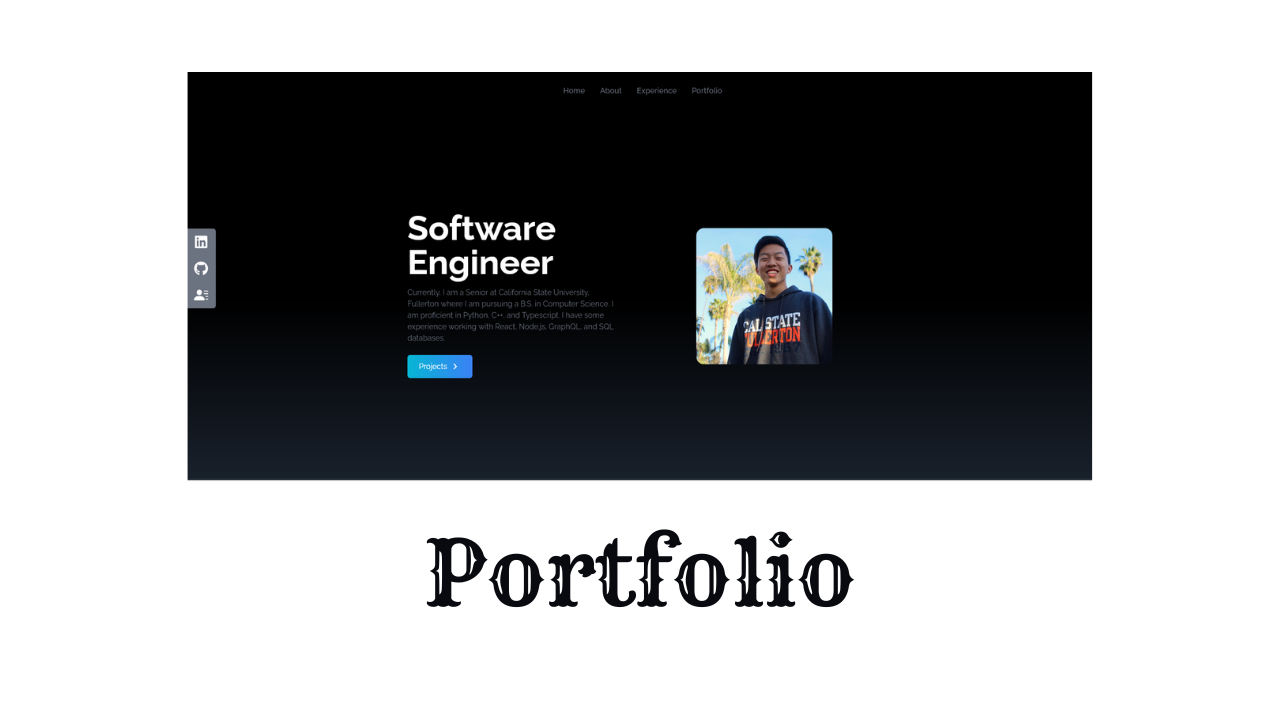 Home About Experience Portfolio
Software
Engineer
Currently, I am a Senior at California State University,
Fullerton where I am pursuing a B.S. in Computer Science. I
am proficient in Python, C++, and Typescript. I have some
experience working with React, Node.js, GraphQL, and SQL
databases.
Projects
CAL STATE
FULLERTON
in
Portfolio